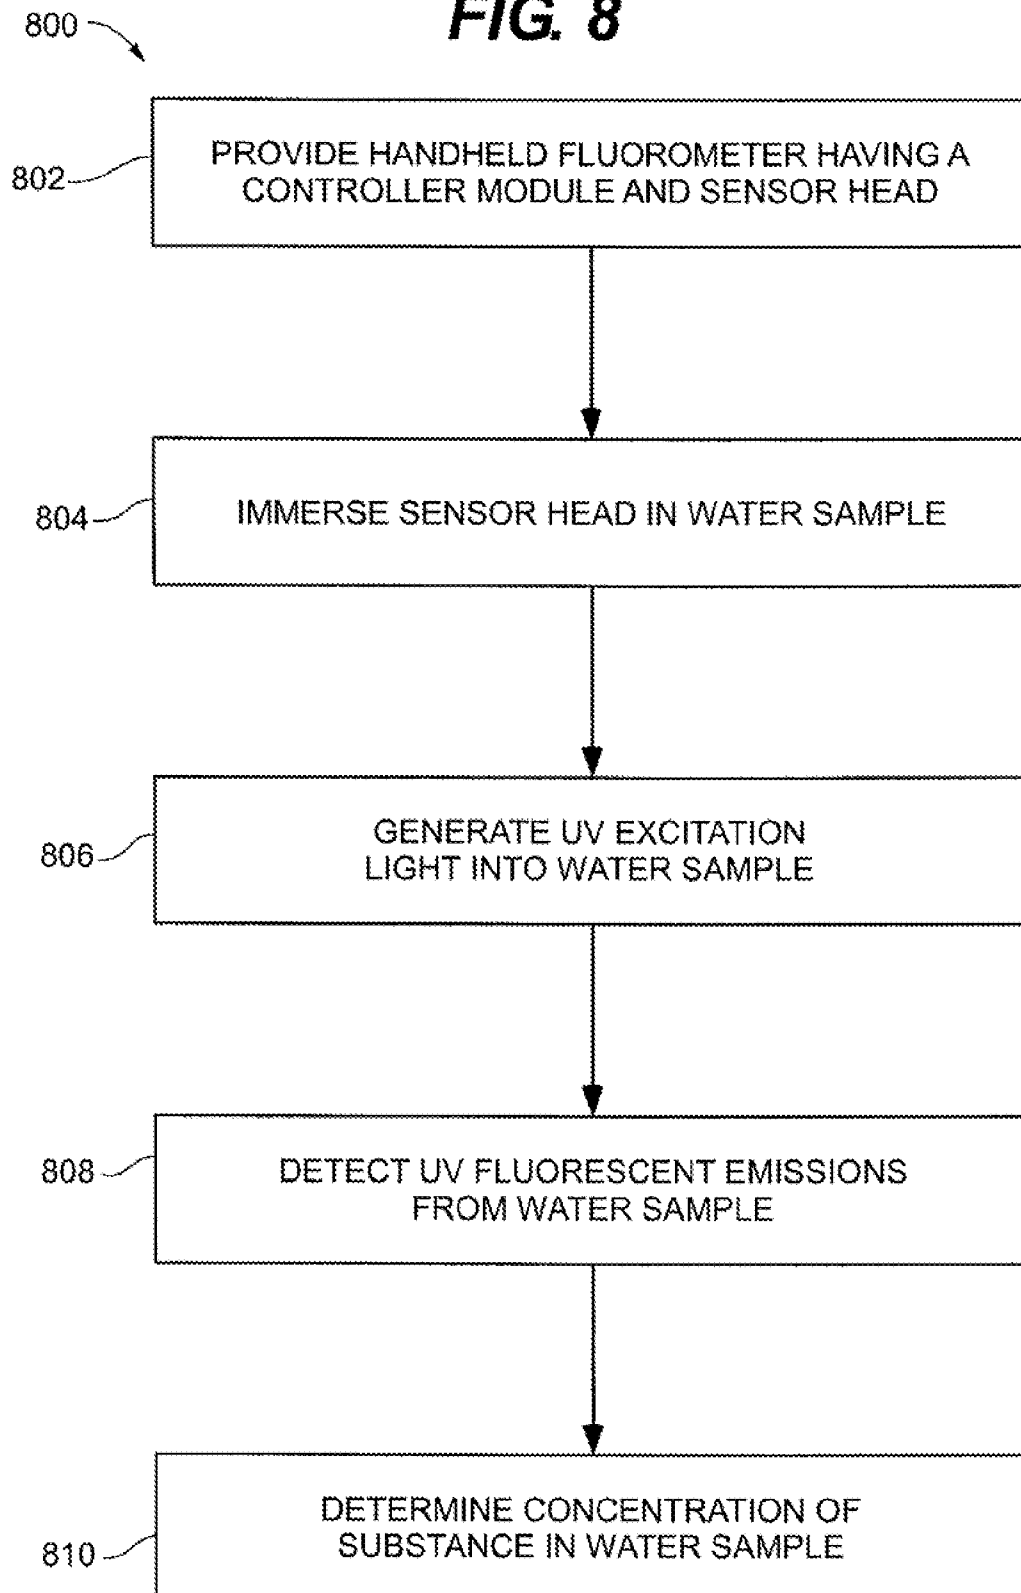 FIG. 8
800
802
PROVIDE HANDHELD FLUOROMETER HAVING A
CONTROLLER MODULE AND SENSOR HEAD
804
IMMERSE SENSOR HEAD IN WATER SAMPLE
806
GENERATE UV EXCITATION
LIGHT INTO WATER SAMPLE
808
DETECT UV FLUORESCENT EMISSIONS
FROM WATER SAMPLE
810
DETERMINE CONCENTRATION OF
SUBSTANCE IN WATER SAMPLE